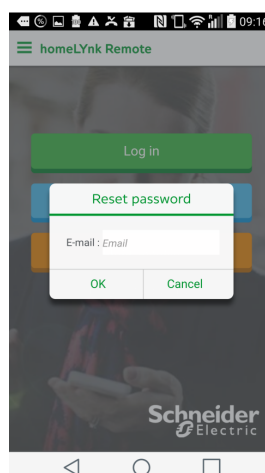 09:16
homeLYnk Remote
Log in
Reset password
E-mail : Email
OK Cancel
Schneider
Electric